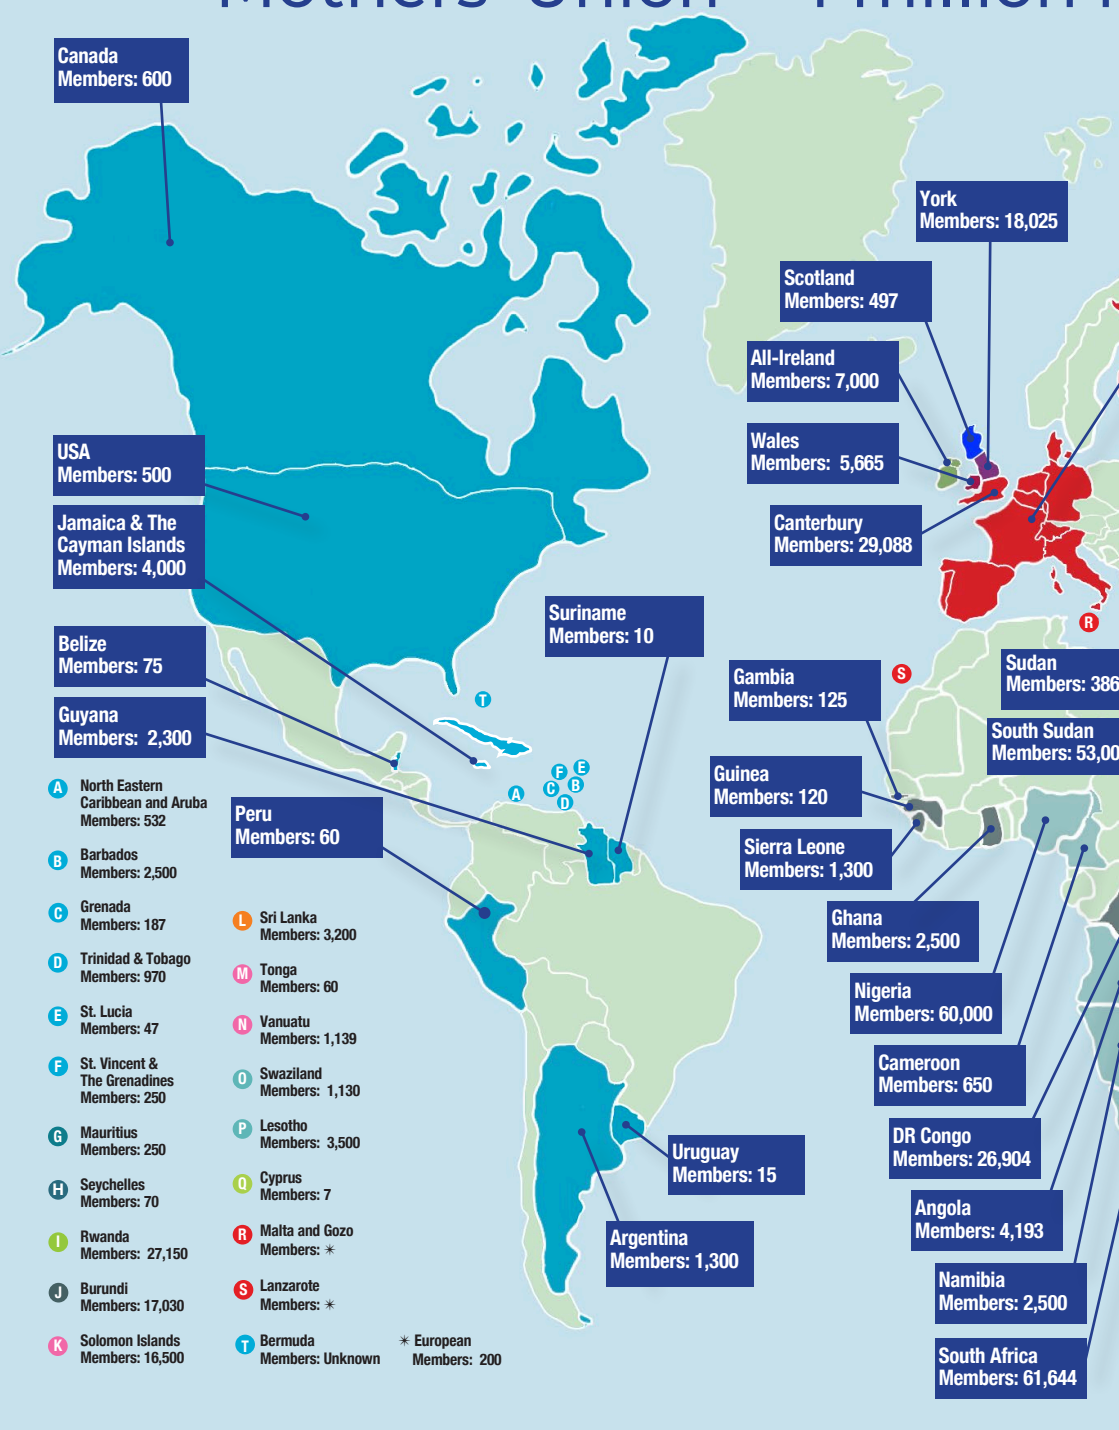 Mothers' Union
Canada
Members: 600
York
Members: 18,025
Scotland
Members: 497
All-Ireland
Members: 7,000
Wales
Members: 5,665
Canterbury
Members: 29,088
USA
Members: 500
Jamaica & The
Cayman Islands
Members: 4,000
Belize
Members: 75
Guyana
Members: 2,300
Suriname
Members: 10
Peru
Members: 60
Uruguay
Members: 15
Argentina
Members: 1,300
T
F
E
C
B
A
D
R
S
Sudan
Members: 386
South Sudan
Members: 53,00
Gambia
Members: 125
Guinea
Members: 120
Sierra Leone
Members: 1,300
Ghana
Members: 2,500
Nigeria
Members: 60,000
Cameroon
Members: 650
DR Congo
Members: 26,904
Angola
Members: 4,193
Namibia
Members: 2,500
South Africa
Members: 61,644
A North Eastern
Caribbean and Aruba
Members: 532
B Barbados
Members: 2,500
C Grenada
Members: 187
D Trinidad & Tobago
Members: 970
E St. Lucia
Members: 47
F St. Vincent &
The Grenadines
Members: 250
G Mauritius
Members: 250
H Seychelles
Members: 70
I Rwanda
Members: 27,150
J Burundi
Members: 17,030
K Solomon Islands
Members: 16,500
L Sri Lanka
Members: 3,200
M Tonga
Members: 60
N Vanuatu
Members: 1,139
O Swaziland
Members: 1,130
P Lesotho
Members: 3,500
Q Cyprus
Members: 7
R Malta and Gozo
Members: ✴
S Lanzarote
Members: ✴
T Bermuda
Members: Unknown
✴ European
Members: 200